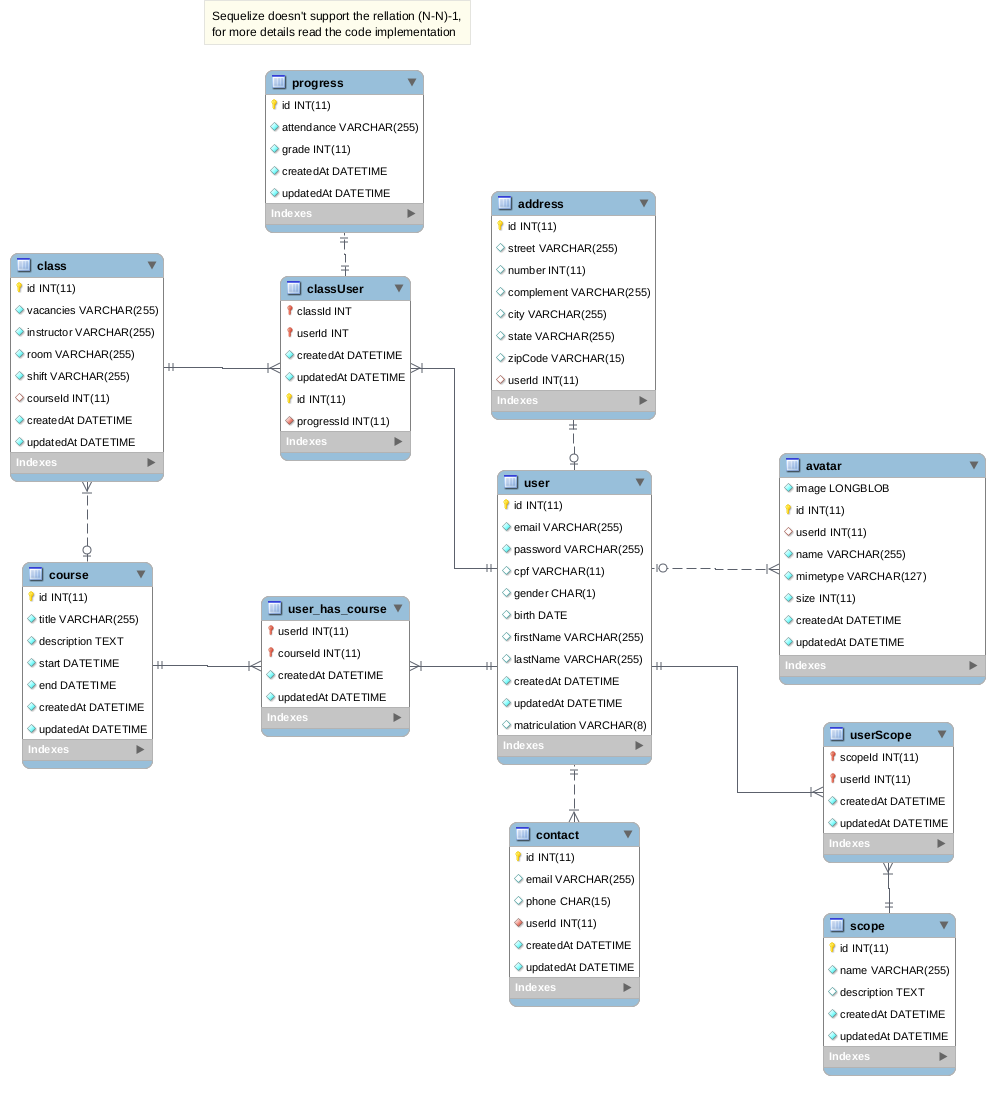 Sequelize doesn't support the rellation (N-N)-1,
for more details read the code implementation
progress
id INT(11)
attendance VARCHAR(255)
grade INT(11)
createdAt DATETIME
updatedAt DATETIME
Indexes
address
id INT(11)
street VARCHAR(255)
number INT(11)
complement VARCHAR(255)
city VARCHAR(255)
state VARCHAR(255)
zipCode VARCHAR(15)
userId INT(11)
Indexes
class
id INT(11)
vacancies VARCHAR(255)
instructor VARCHAR(255)
room VARCHAR(255)
shift VARCHAR(255)
courseId INT(11)
createdAt DATETIME
updatedAt DATETIME
Indexes
classUser
classId INT
userId INT
createdAt DATETIME
updatedAt DATETIME
id INT(11)
progressId INT(11)
Indexes
user
id INT(11)
email VARCHAR(255)
password VARCHAR(255)
cpf VARCHAR(11)
gender CHAR(1)
birth DATE
firstName VARCHAR(255)
lastName VARCHAR(255)
createdAt DATETIME
updatedAt DATETIME
matriculation VARCHAR(8)
Indexes
avatar
image LONGBLOB
id INT(11)
userId INT(11)
name VARCHAR(255)
mimetype VARCHAR(127)
size INT(11)
createdAt DATETIME
updatedAt DATETIME
Indexes
course
id INT(11)
title VARCHAR(255)
description TEXT
start DATETIME
end DATETIME
createdAt DATETIME
updatedAt DATETIME
Indexes
user_has_course
userId INT(11)
courseId INT(11)
createdAt DATETIME
updatedAt DATETIME
Indexes
userScope
scopeId INT(11)
userId INT(11)
createdAt DATETIME
updatedAt DATETIME
Indexes
contact
id INT(11)
email VARCHAR(255)
phone CHAR(15)
userId INT(11)
createdAt DATETIME
updatedAt DATETIME
Indexes
scope
id INT(11)
name VARCHAR(255)
description TEXT
createdAt DATETIME
updatedAt DATETIME
Indexes